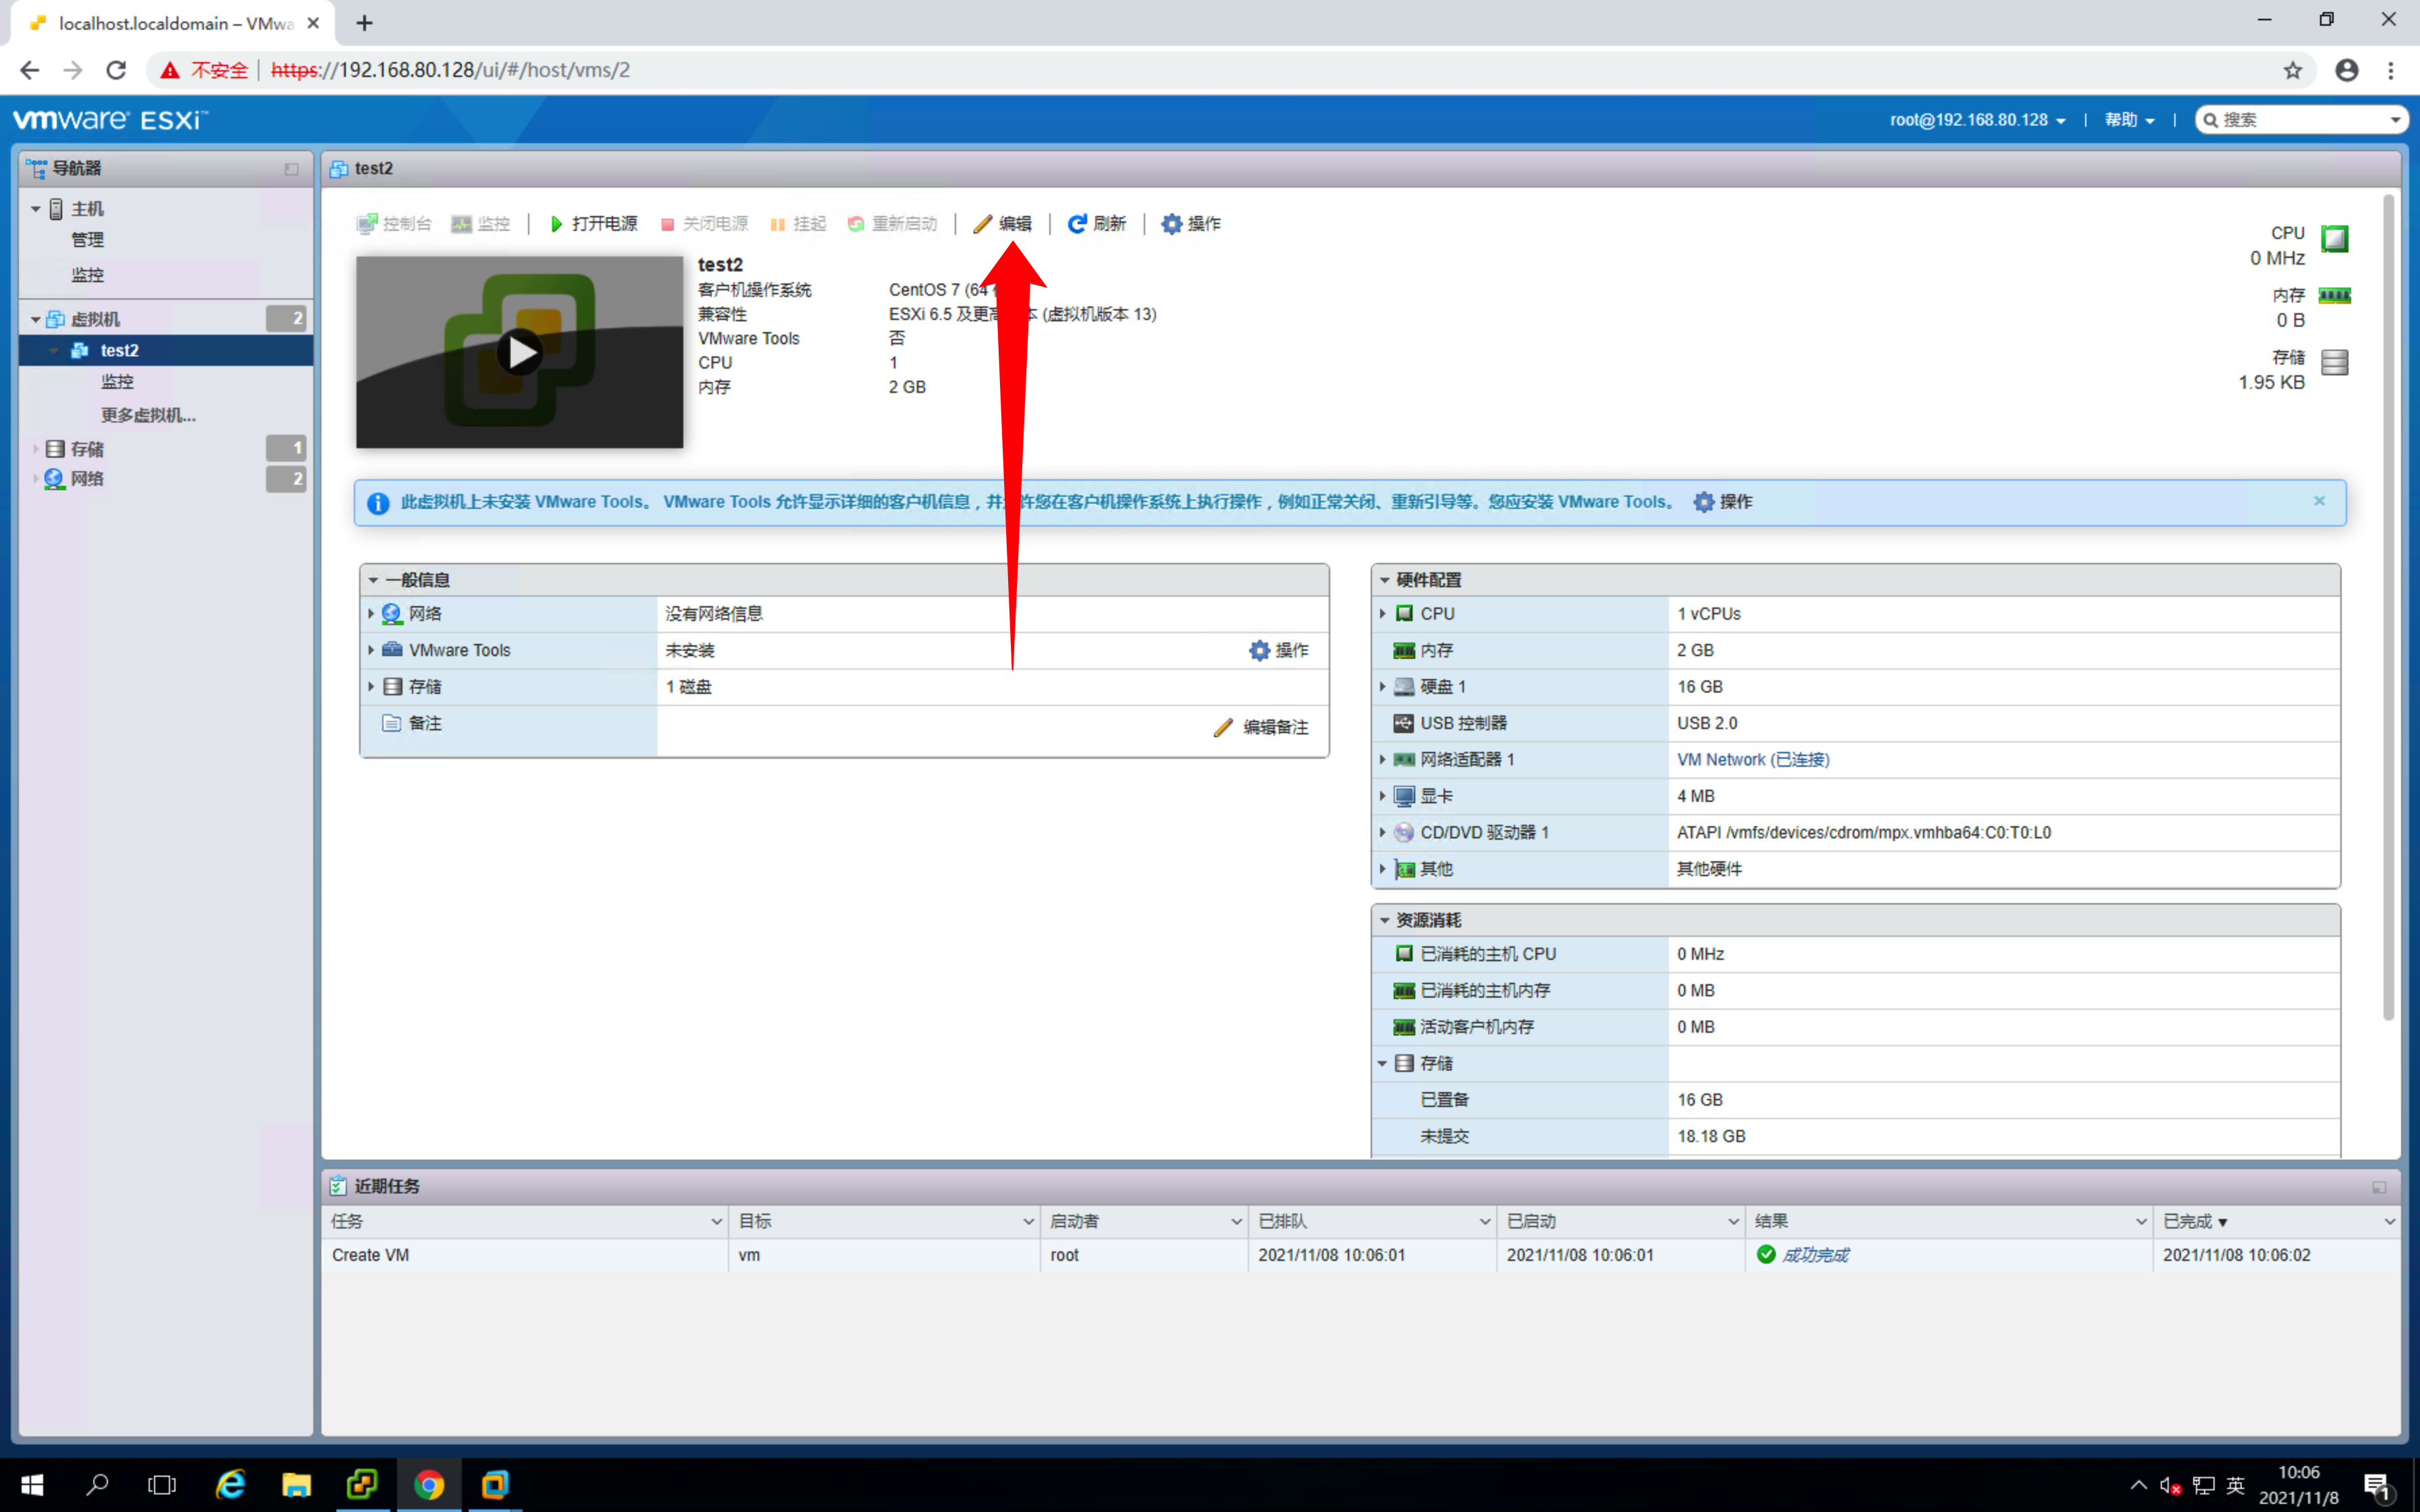 localhost.localdomain – VMwa
不安全 https://192.168.80.128/ui/#/host/vms/2
vmware ESXi™
root@192.168.80.128 | 帮助 | 搜索
导航器
主机
管理
监控
虚拟机 2
test2
监控
更多虚拟机...
存储 1
网络 2
test2
控制台 监控 打开电源 关闭电源 挂起 重新启动 编辑 刷新 操作
test2
客户机操作系统 CentOS 7 (64
兼容性 ESXi 6.5 及更高 本 (虚拟机版本 13)
VMware Tools 否
CPU 1
内存 2 GB
CPU
0 MHz
内存
0 B
存储
1.95 KB
此虚拟机上未安装 VMware Tools。 VMware Tools 允许显示详细的客户机信息，并 许您在客户机操作系统上执行操作，例如正常关闭、重新引导等。您应安装 VMware Tools。 操作
一般信息
网络 没有网络信息
VMware Tools 未安装 操作
存储 1 磁盘
备注 编辑备注
硬件配置
CPU 1 vCPUs
内存 2 GB
硬盘 1 16 GB
USB 控制器 USB 2.0
网络适配器 1 VM Network (已连接)
显卡 4 MB
CD/DVD 驱动器 1 ATAPI /vmfs/devices/cdrom/mpx.vmhba64:C0:T0:L0
其他 其他硬件
资源消耗
已消耗的主机 CPU 0 MHz
已消耗的主机内存 0 MB
活动客户机内存 0 MB
存储
已置备 16 GB
未提交 18.18 GB
近期任务
任务 目标 启动者 已排队 已启动 结果 已完成▼
Create VM vm root 2021/11/08 10:06:01 2021/11/08 10:06:01 成功完成 2021/11/08 10:06:02
英
10:06
2021/11/8
1